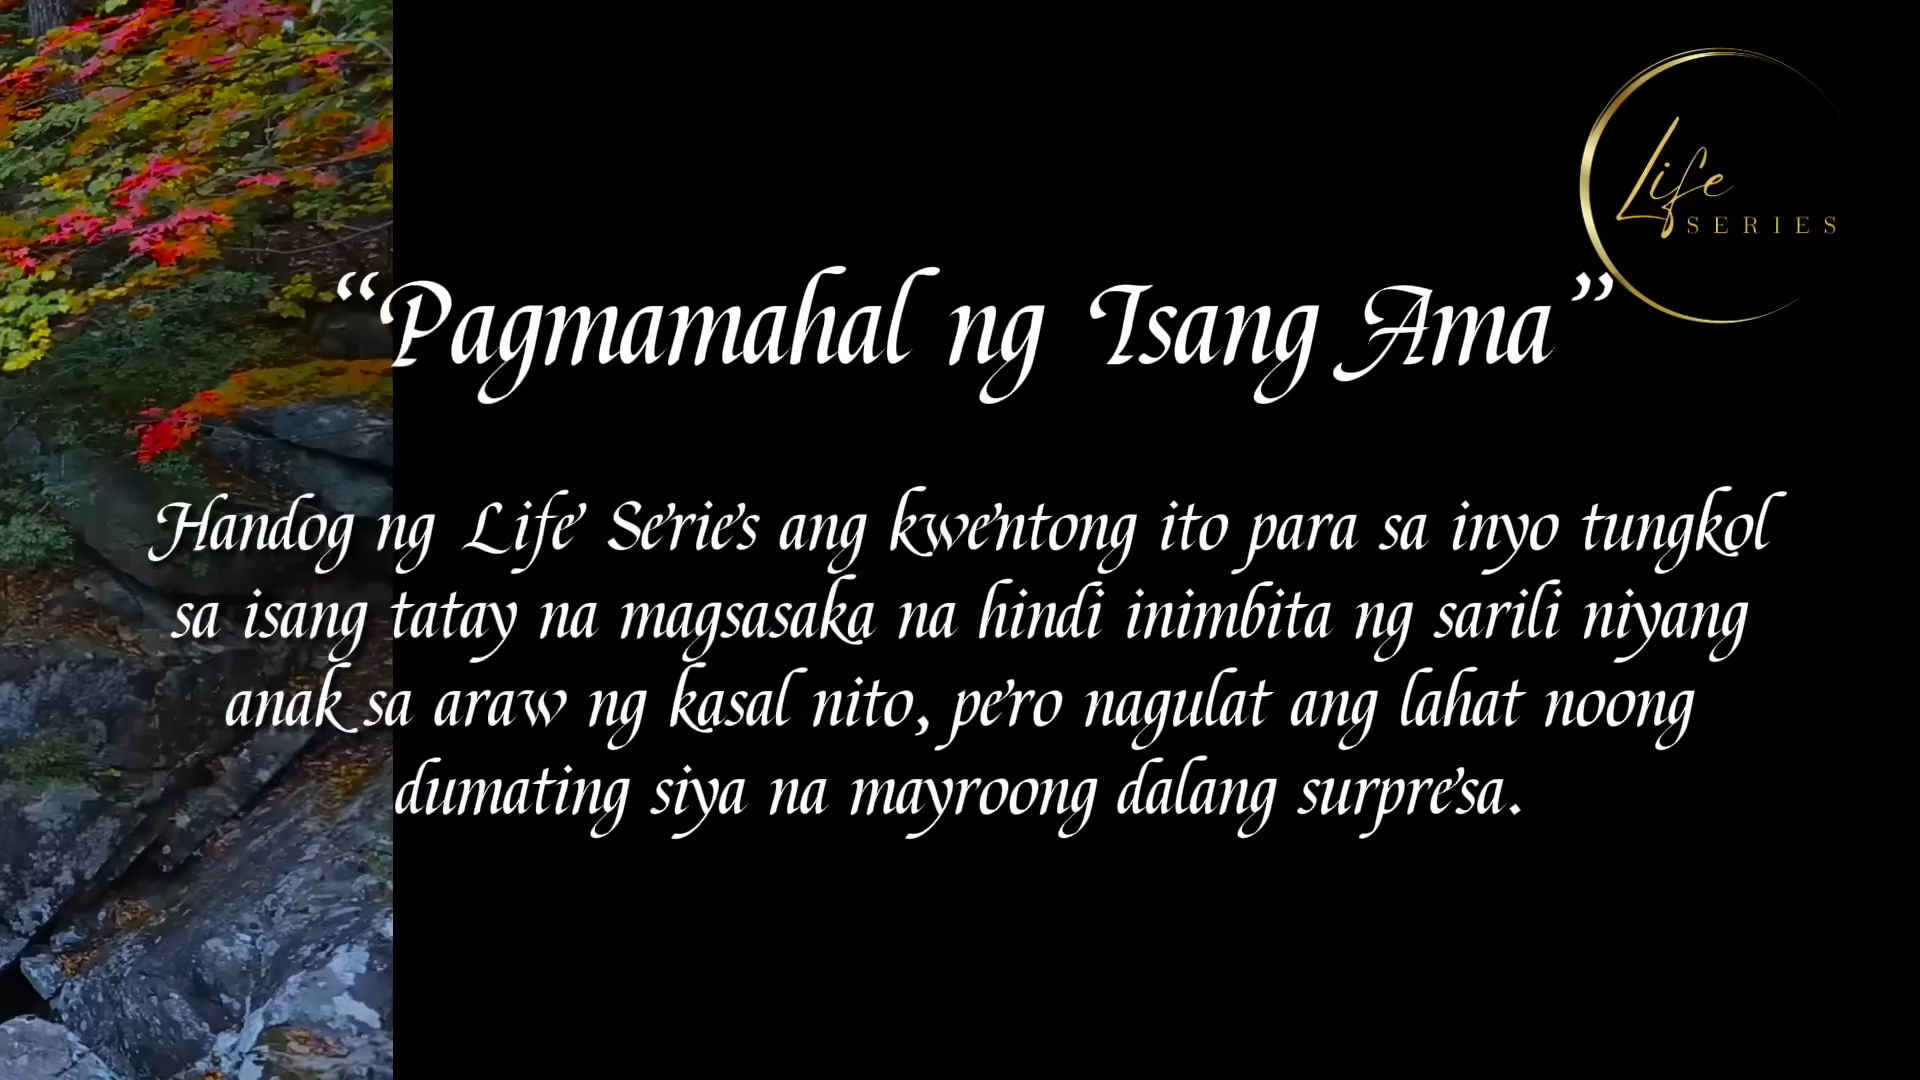 Life
SERIES
“Pagmamahal ng Isang Ama”
Handog ng Life Series ang kwentong ito para sa inyo tungkol
sa isang tatay na magsasaka na hindi inimbita ng sarili niyang
anak sa araw ng kasal nito, pero nagulat ang lahat noong
dumating siya na mayroong dalang surpresa.